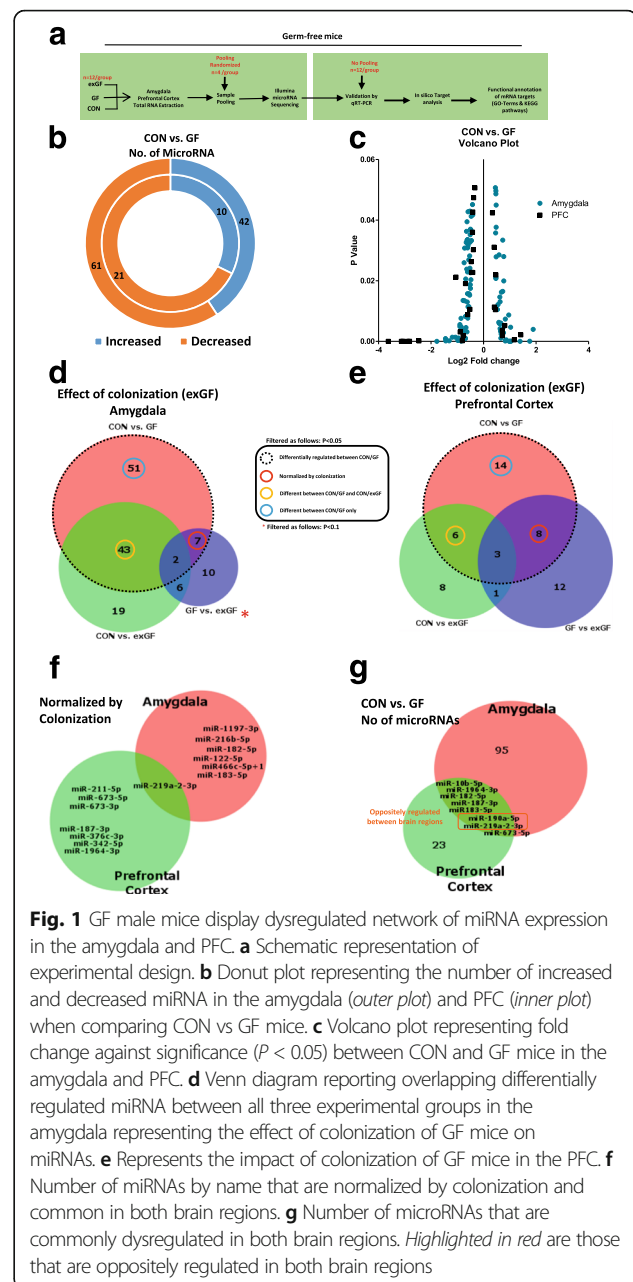 a
Germ-free mice
n=12/group
exGF
GF
CON
Amygdala
Prefrontal Cortex
Total RNA Extraction
Pooling
Randomized
n=4 /group
Sample
Pooling
Illumina
microRNA
Sequencing
No Pooling
n=12/group
Validation by
qRT-PCR
In silico Target
analysis
Functional annotation
of mRNA targets
(GO-Terms & KEGG
pathways)
b
CON vs. GF
No. of MicroRNA
10
42
61
21
Increased
Decreased
c
CON vs. GF
Volcano Plot
0.06
0.04
0.02
0.00
P Value
-4
-2
0
2
4
Log2 Fold change
Amygdala
PFC
d
Effect of colonization (exGF)
Amygdala
CON vs. GF
51
43
7
2
10
6
19
GF vs. exGF
*
CON vs. exGF
Filtered as follows: P<0.05
Differentially regulated between CON/GF
Normalized by colonization
Different between CON/GF and CON/exGF
Different between CON/GF only
* Filtered as follows: P<0.1
e
Effect of colonization (exGF)
Prefrontal Cortex
CON vs GF
14
6
8
3
8
1
12
CON vs exGF
GF vs exGF
f
Normalized by
Colonization
Amygdala
miR-1197-3p
miR-216b-5p
miR-182-5p
miR-122-5p
miR466c-5p+1
miR-183-5p
miR-219a-2-3p
miR-211-5p
miR-673-5p
miR-673-3p
miR-187-3p
miR-376c-3p
miR-342-5p
miR-1964-3p
Prefrontal
Cortex
g
CON vs. GF
No of microRNAs
Amygdala
95
miR-10b-5p
miR-1964-3p
miR-182-5p
miR-187-3p
miR183-5p
Oppositely regulated
between brain regions
miR-190a-5p
miR-219a-2-3p
miR-673-5p
23
Prefrontal
Cortex
Fig. 1 GF male mice display dysregulated network of miRNA expression
in the amygdala and PFC. a Schematic representation of
experimental design. b Donut plot representing the number of increased
and decreased miRNA in the amygdala (outer plot) and PFC (inner plot)
when comparing CON vs GF mice. c Volcano plot representing fold
change against significance (P < 0.05) between CON and GF mice in the
amygdala and PFC. d Venn diagram reporting overlapping differentially
regulated miRNA between all three experimental groups in the
amygdala representing the effect of colonization of GF mice on
miRNAs. e Represents the impact of colonization of GF mice in the PFC. f
Number of miRNAs by name that are normalized by colonization and
common in both brain regions. g Number of microRNAs that are
commonly dysregulated in both brain regions. Highlighted in red are those
that are oppositely regulated in both brain regions